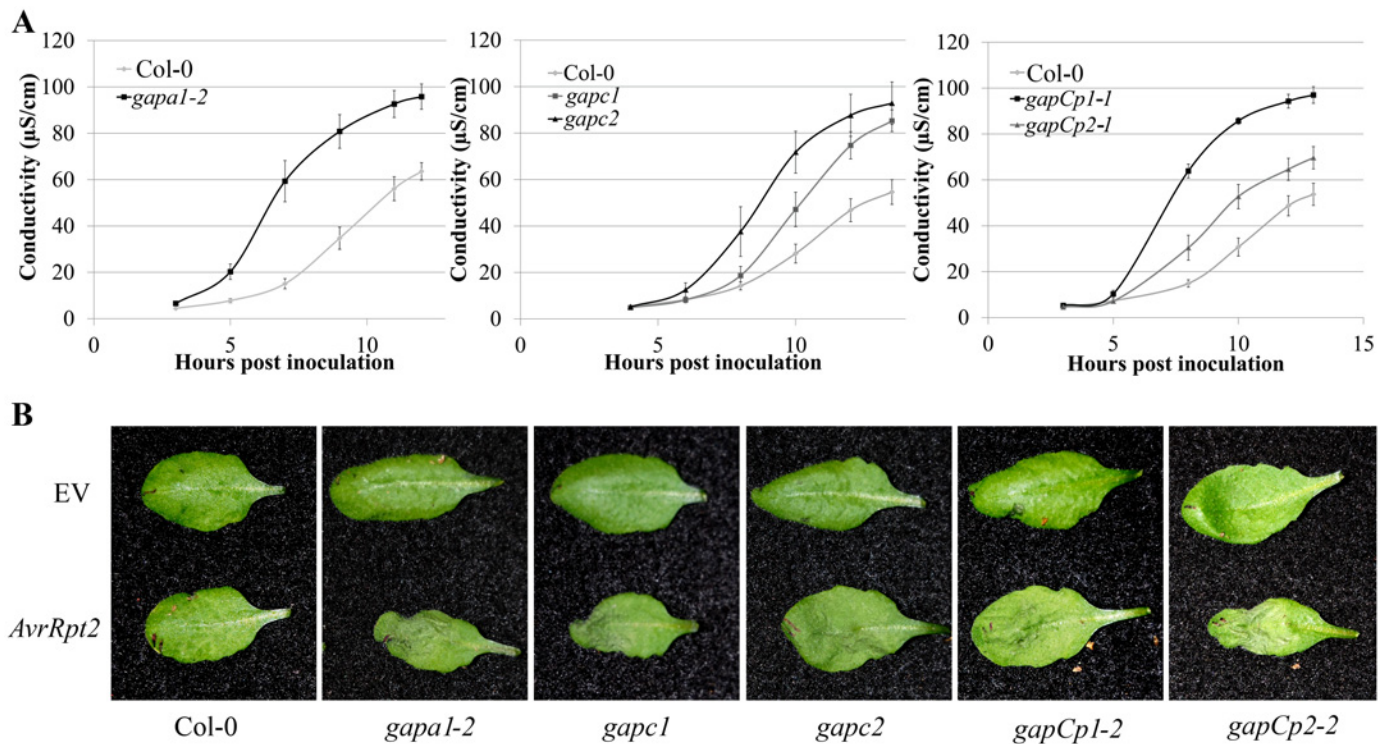 A
Conductivity (µS/cm)
120
100
80
60
40
20
0
0
5
10
Hours post inoculation
Col-0
gapa1-2
Conductivity (µS/cm)
120
100
80
60
40
20
0
0
5
10
Hours post inoculation
Col-0
gapc1
gapc2
Conductivity (µS/cm)
120
100
80
60
40
20
0
0
5
10
15
Hours post inoculation
Col-0
gapCp1-1
gapCp2-1
B
EV
AvrRpt2
Col-0
gapa1-2
gapc1
gapc2
gapCp1-2
gapCp2-2